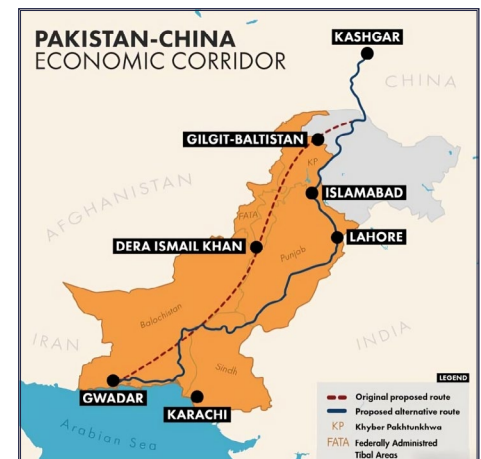 PAKISTAN-CHINA
ECONOMIC CORRIDOR
KASHGAR
CHINA
GILGIT-BALTISTAN
KP
AFGHANISTAN
ISLAMABAD
FATA
LAHORE
DERA ISMAIL KHAN
Punjab
Balochistan
IRAN
INDIA
Sindh
GWADAR
KARACHI
Arabian Sea
LEGEND
Original proposed route
Proposed alternative route
KP Khyber Pakhtunkhwa
FATA Federally Administred
Tibal Areas